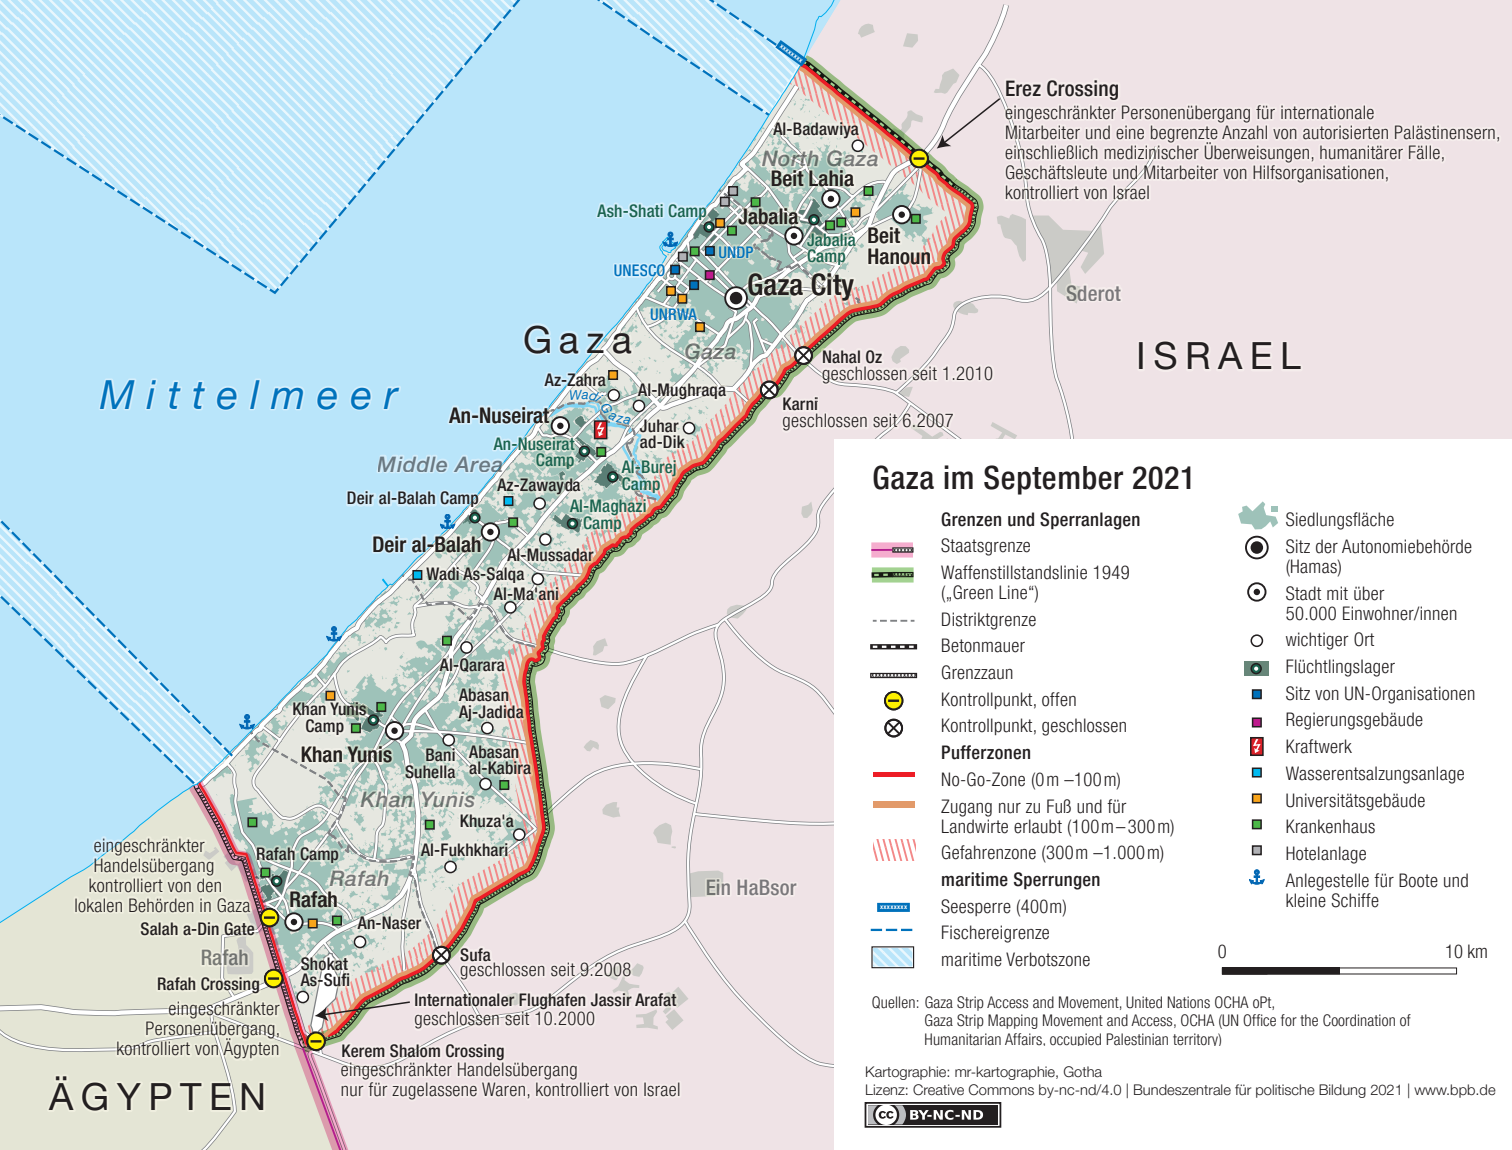 Erez Crossing
eingeschränkter Personenübergang für internationale
Mitarbeiter und eine begrenzte Anzahl von autorisierten Palästinensern,
einschließlich medizinischer Überweisungen, humanitärer Fälle,
Geschäftsleute und Mitarbeiter von Hilfsorganisationen,
kontrolliert von Israel
Al-Badawiya
North Gaza
Beit Lahia
Ash-Shati Camp
Jabalia
Jabalia
Camp
Beit
Hanoun
UNDP
UNESCO
Gaza City
UNRWA
Sderot
Gaza
Gaza
ISRAEL
Nahal Oz
geschlossen seit 1.2010
Mittelmeer
Az-Zahra
Al-Mughraqa
Wadi
Gaza
Karni
geschlossen seit 6.2007
An-Nuseirat
Juhar
ad-Dik
An-Nuseirat
Camp
Middle Area
Al-Burej
Camp
Az-Zawayda
Deir al-Balah Camp
Al-Maghazi
Camp
Deir al-Balah
Al-Mussadar
Wadi As-Salqa
Al-Ma'ani
Al-Qarara
Abasan
Aj-Jadida
Khan Yunis
Camp
Khan Yunis
Bani
Suhella
Abasan
al-Kabira
Khan Yunis
Khuza'a
Al-Fukhkhari
eingeschränkter
Handelsübergang
kontrolliert von den
lokalen Behörden in Gaza
Salah a-Din Gate
Rafah Camp
Rafah
Rafah
An-Naser
Ein HaBsor
Rafah
Rafah Crossing
eingeschränkter
Personenübergang,
kontrolliert von Ägypten
Shokat
As-Sufi
Sufa
geschlossen seit 9.2008
Internationaler Flughafen Jassir Arafat
geschlossen seit 10.2000
Kerem Shalom Crossing
eingeschränkter Handelsübergang
nur für zugelassene Waren, kontrolliert von Israel
ÄGYPTEN
Gaza im September 2021
Grenzen und Sperranlagen
Staatsgrenze
Waffenstillstandslinie 1949
(„Green Line“)
Distriktgrenze
Betonmauer
Grenzzaun
Kontrollpunkt, offen
Kontrollpunkt, geschlossen
Pufferzonen
No-Go-Zone (0m –100m)
Zugang nur zu Fuß und für
Landwirte erlaubt (100m–300m)
Gefahrenzone (300m –1.000m)
maritime Sperrungen
Seesperre (400m)
Fischereigrenze
maritime Verbotszone
Siedlungsfläche
Sitz der Autonomiebehörde
(Hamas)
Stadt mit über
50.000 Einwohner/innen
wichtiger Ort
Flüchtlingslager
Sitz von UN-Organisationen
Regierungsgebäude
Kraftwerk
Wasserentsalzungsanlage
Universitätsgebäude
Krankenhaus
Hotelanlage
Anlegestelle für Boote und
kleine Schiffe
0 10 km
Quellen: Gaza Strip Access and Movement, United Nations OCHA oPt,
Gaza Strip Mapping Movement and Access, OCHA (UN Office for the Coordination of
Humanitarian Affairs, occupied Palestinian territory)
Kartographie: mr-kartographie, Gotha
Lizenz: Creative Commons by-nc-nd/4.0 | Bundeszentrale für politische Bildung 2021 | www.bpb.de
cc BY-NC-ND